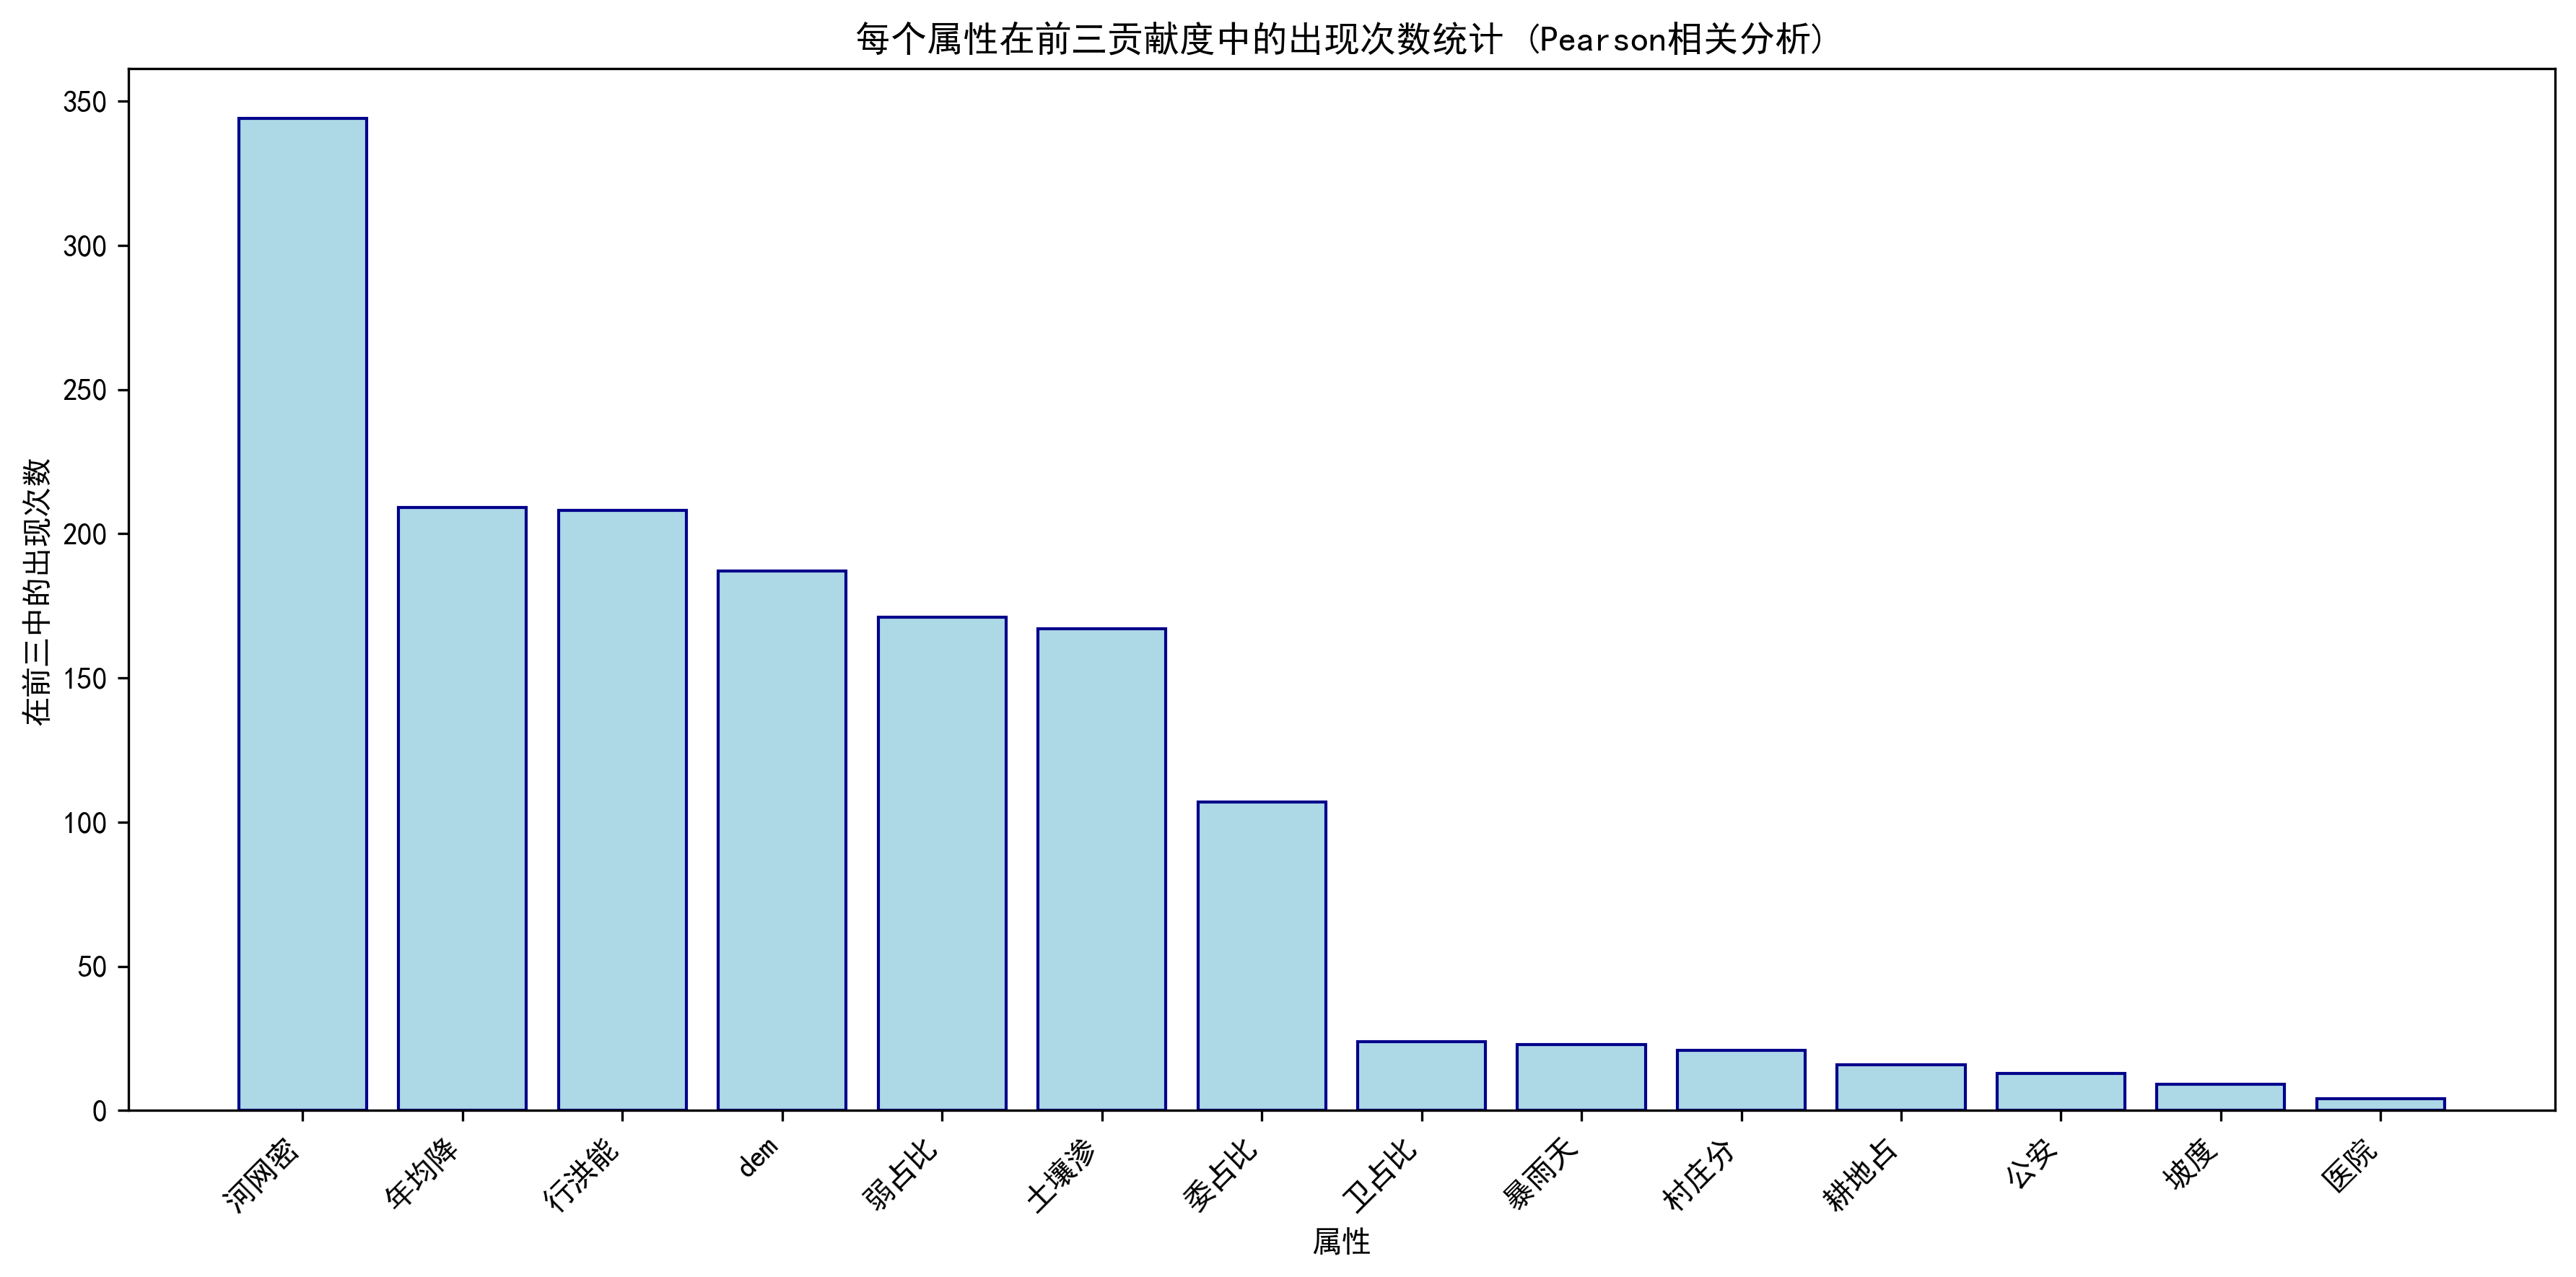 每个属性在前三贡献度中的出现次数统计 (Pearson相关分析)
在前三中的出现次数
350
300
250
200
150
100
50
0
河网密
年均降
行洪能
dem
弱占比
土壤渗
委占比
卫占比
暴雨天
村庄分
耕地占
公安
坡度
医院
属性